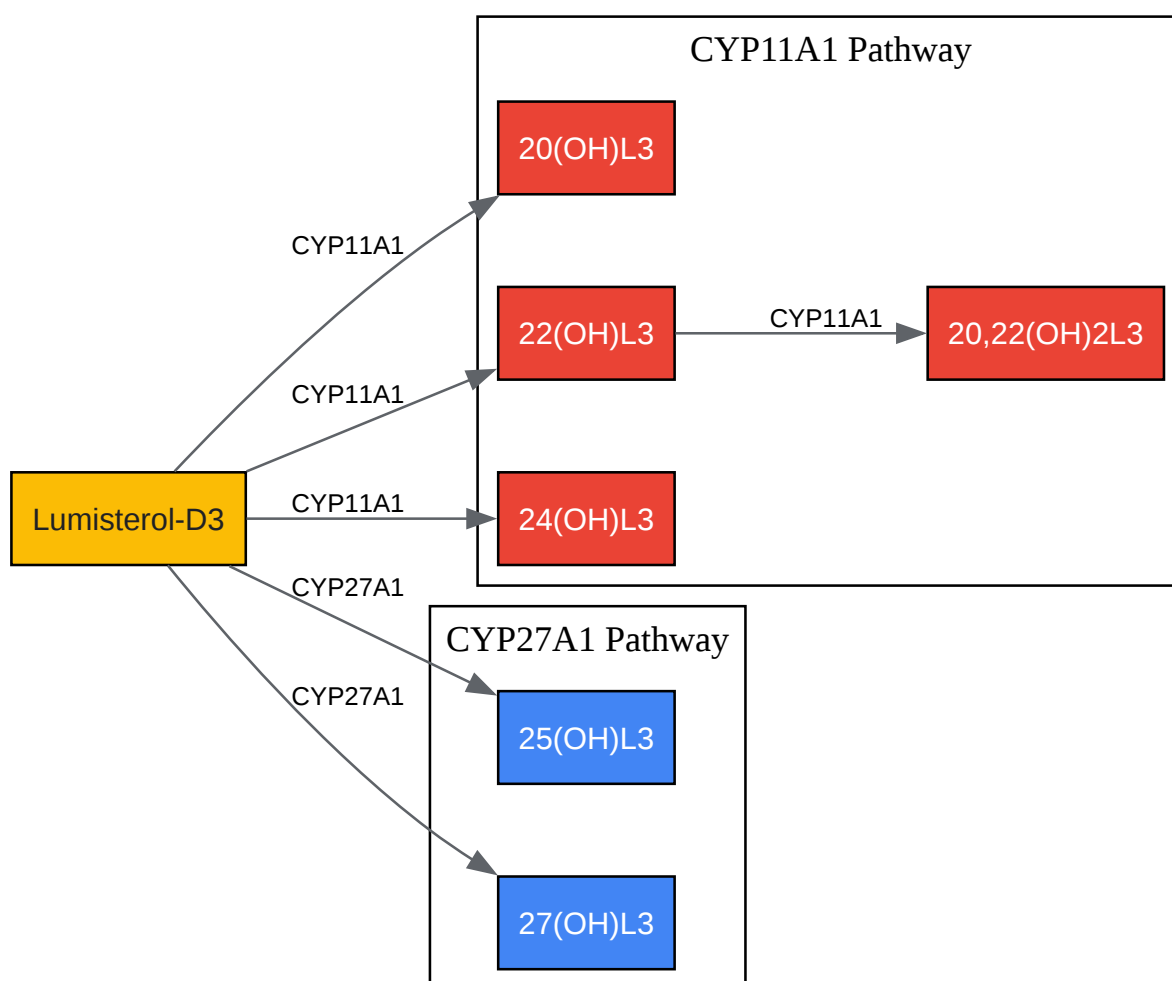 CYP11A1 Pathway
20(OH)L3
CYP11A1
22(OH)L3
CYP11A1
20,22(OH)2L3
CYP11A1
Lumisterol-D3
CYP11A1
24(OH)L3
CYP27A1
CYP27A1 Pathway
CYP27A1
25(OH)L3
27(OH)L3